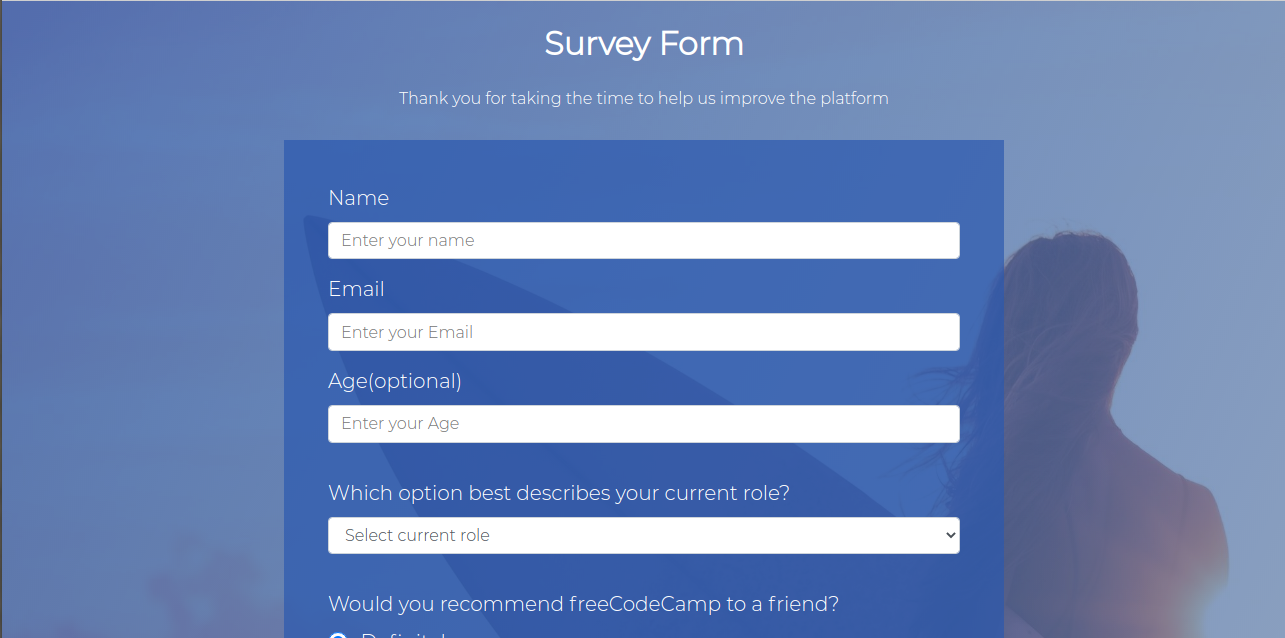 Survey Form
Thank you for taking the time to help us improve the platform
Name
Enter your name
Email
Enter your Email
Age(optional)
Enter your Age
Which option best describes your current role?
Select current role
Would you recommend freeCodeCamp to a friend?